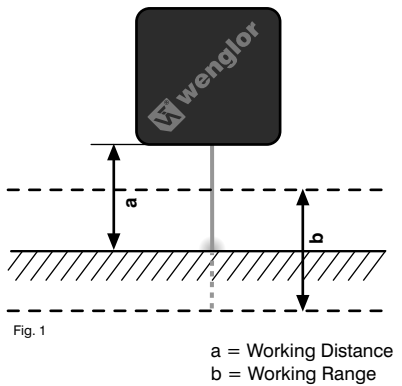 wenglor
a
b
Fig. 1
a = Working Distance
b = Working Range